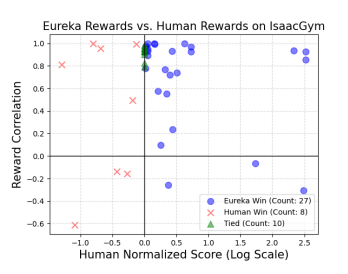 Eureka Rewards vs. Human Rewards on IsaacGym
Reward Correlation
1.0
0.8
0.6
0.4
0.2
0.0
−0.2
−0.4
−0.6
Eureka Win (Count: 27)
Human Win (Count: 8)
Tied (Count: 10)
−1.0 −0.5 0.0 0.5 1.0 1.5 2.0 2.5
Human Normalized Score (Log Scale)